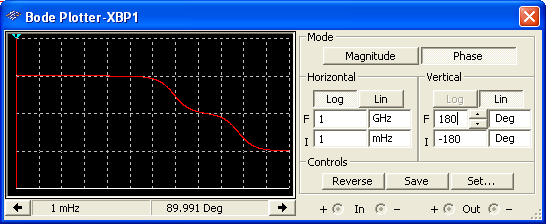 Bode Plotter-XBP1
Mode
Magnitude Phase
Horizontal Vertical
Log Lin Log Lin
F 1 GHz F 180 Deg
I 1 mHz I -180 Deg
Controls
Reverse Save Set...
1 mHz 89.991 Deg + In - + Out -